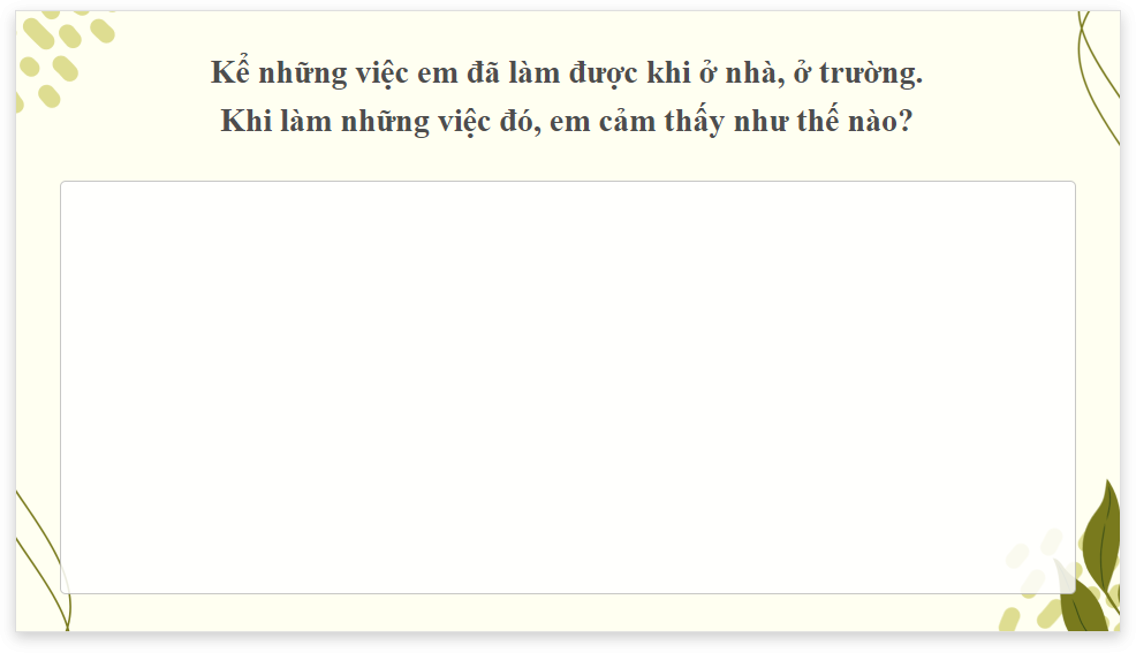 Kể những việc em đã làm được khi ở nhà, ở trường.
Khi làm những việc đó, em cảm thấy như thế nào?